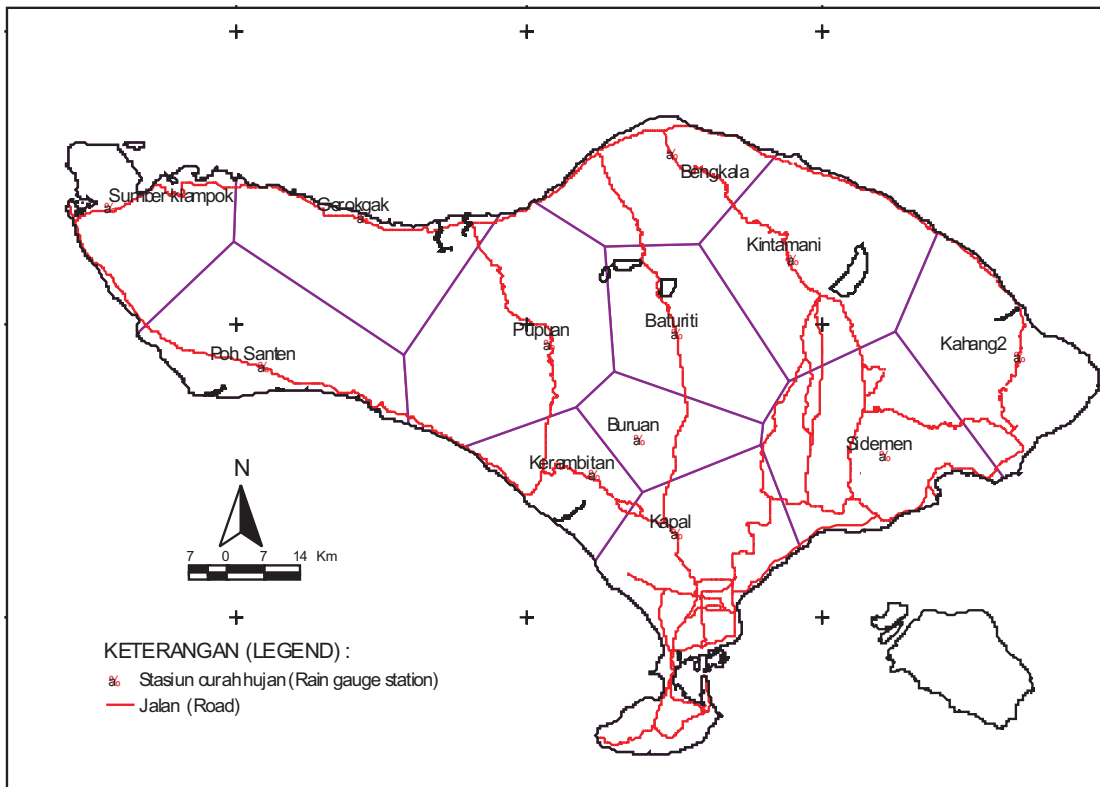 Bengkala
Sumber klampok
Gerokgak
Kintamani
Baturiti
Pupuan
Kahang2
Poh Santen
Buruan
Sidemen
Kerambitan
Kapal
N
7 0 7 14 Km
KETERANGAN (LEGEND) :
Stasiun curah hujan (Rain gauge station)
Jalan (Road)